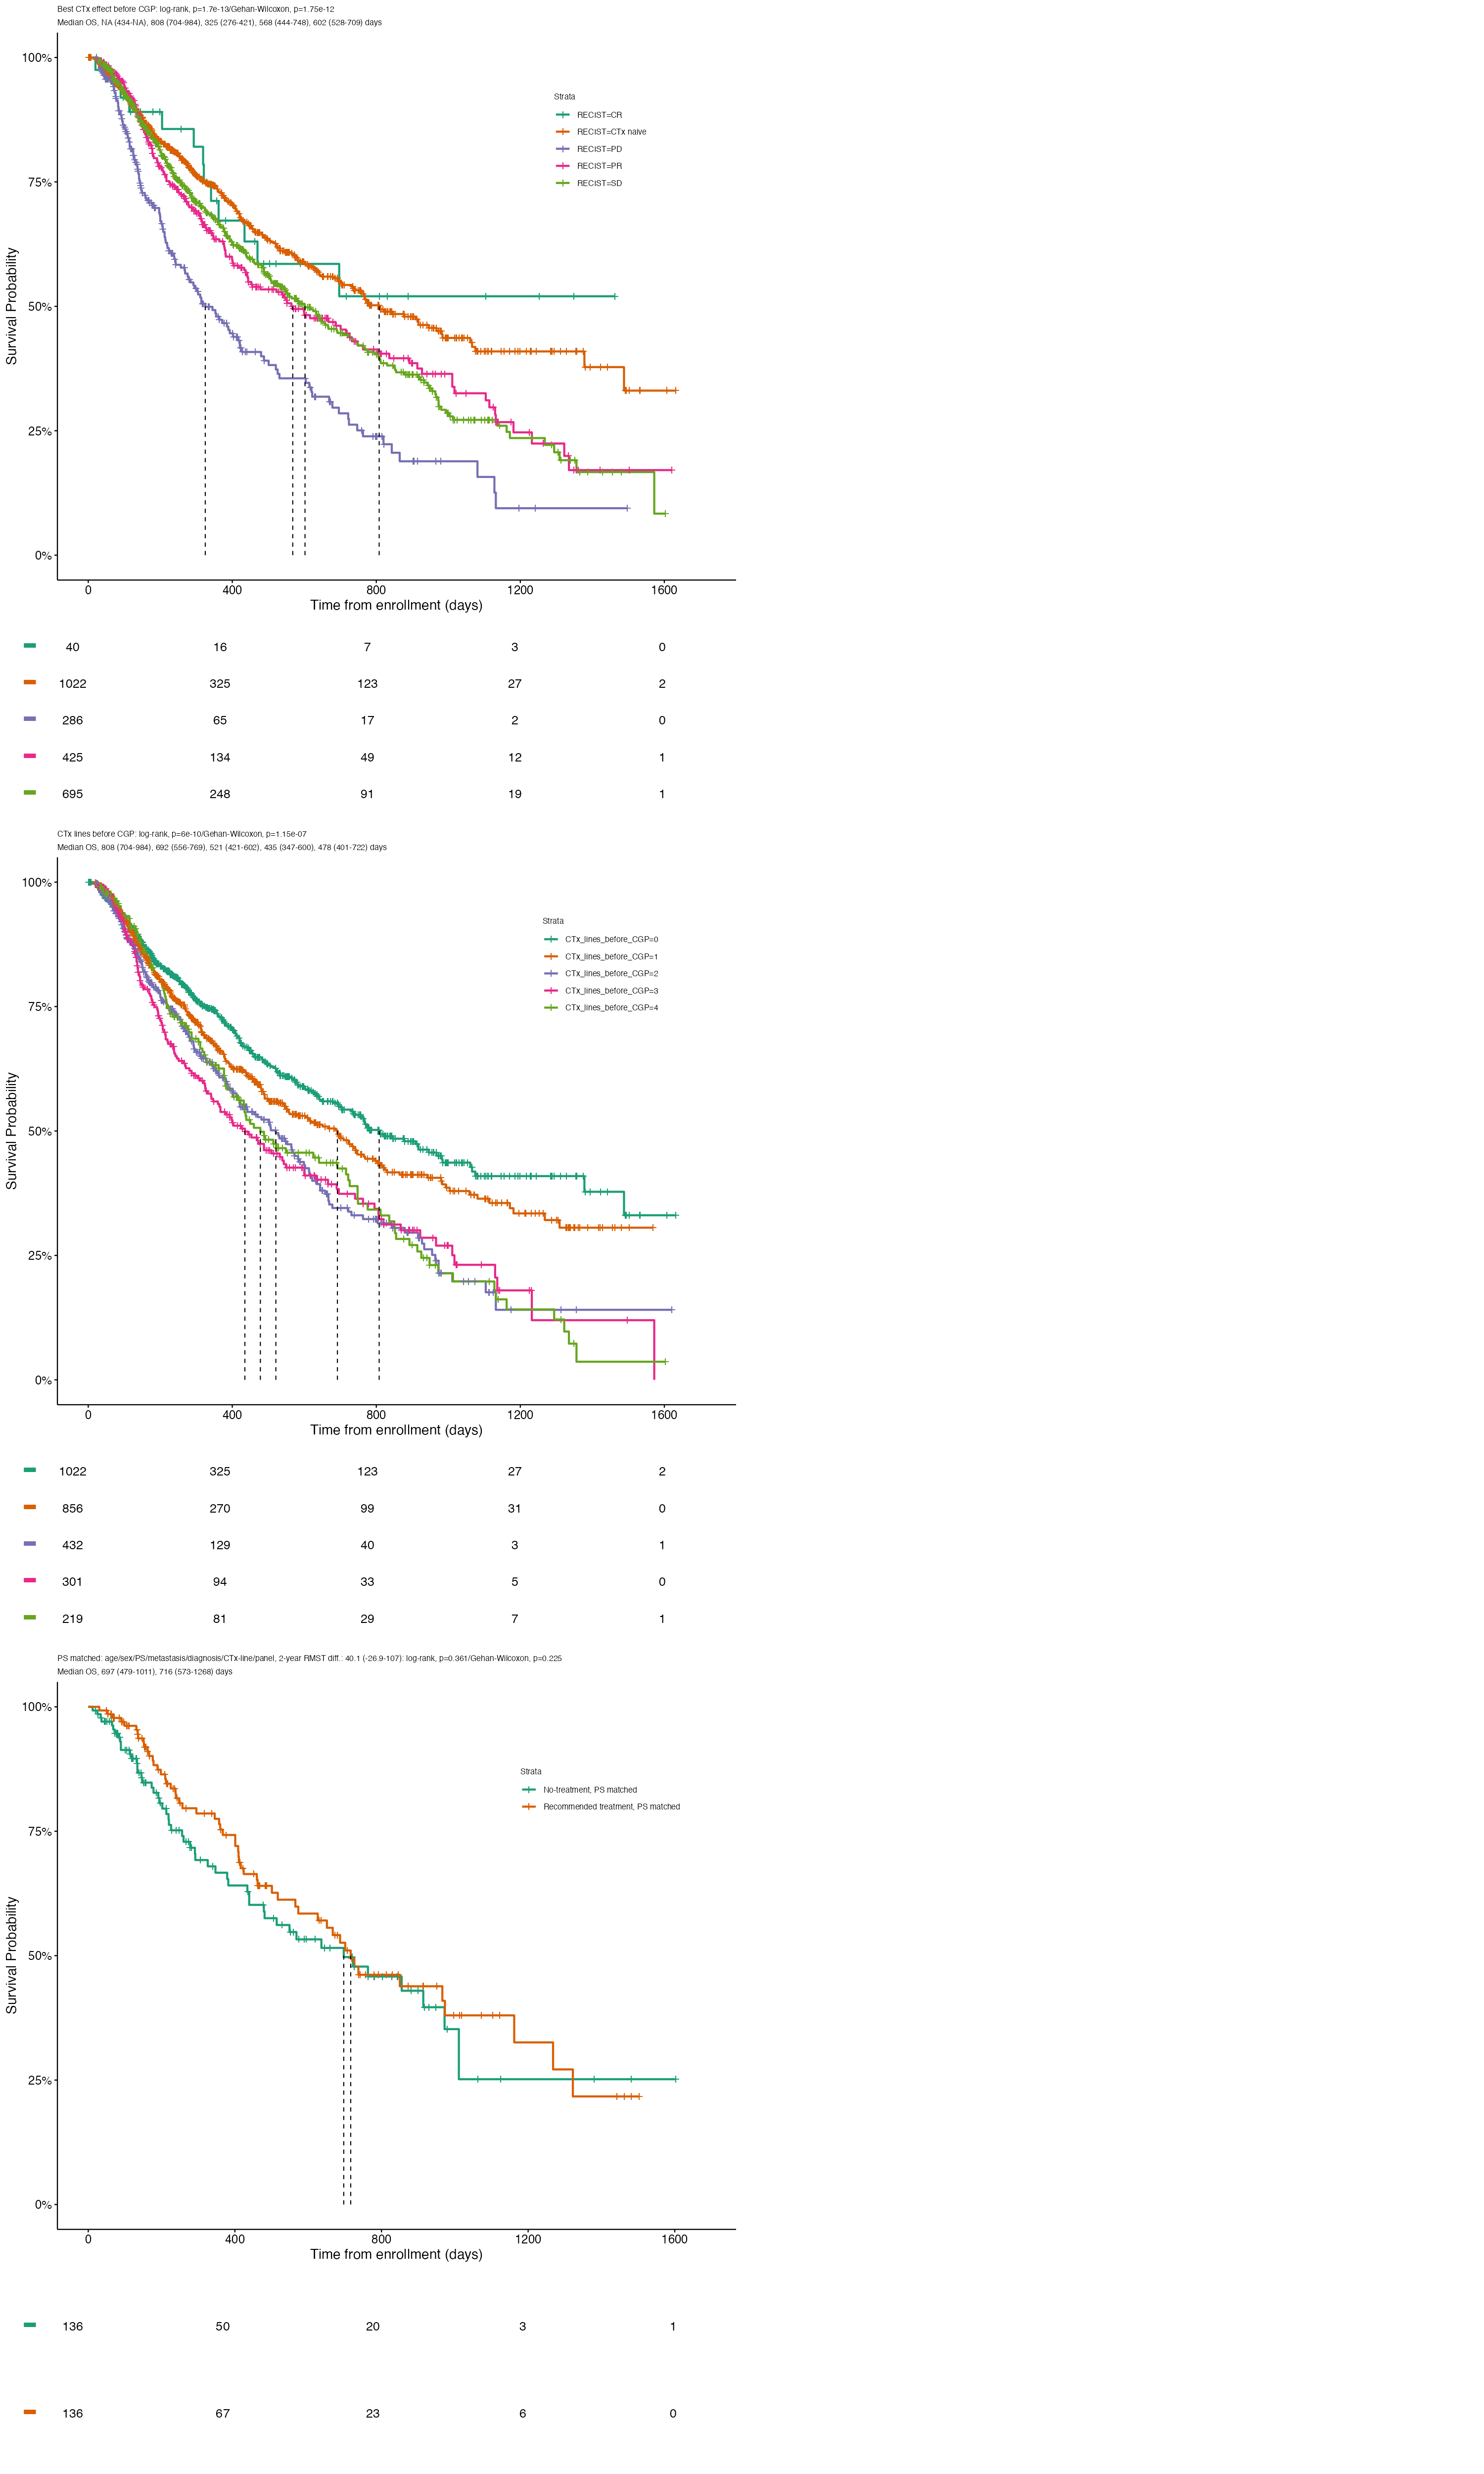 Best CTx effect before CGP: log-rank, p=1.7e-13/Gehan-Wilcoxon, p=1.75e-12
Median OS, NA (434-NA), 808 (704-984), 325 (276-421), 568 (444-748), 602 (528-709) days
100%
75%
50%
25%
0%
Survival Probability
Strata
RECIST=CR
RECIST=CTx naive
RECIST=PD
RECIST=PR
RECIST=SD
0 400 800 1200 1600
Time from enrollment (days)
40 16 7 3 0
1022 325 123 27 2
286 65 17 2 0
425 134 49 12 1
695 248 91 19 1
CTx lines before CGP: log-rank, p=6e-10/Gehan-Wilcoxon, p=1.15e-07
Median OS, 808 (704-984), 692 (556-769), 521 (421-602), 435 (347-600), 478 (401-722) days
100%
75%
50%
25%
0%
Survival Probability
Strata
CTx_lines_before_CGP=0
CTx_lines_before_CGP=1
CTx_lines_before_CGP=2
CTx_lines_before_CGP=3
CTx_lines_before_CGP=4
0 400 800 1200 1600
Time from enrollment (days)
1022 325 123 27 2
856 270 99 31 0
432 129 40 3 1
301 94 33 5 0
219 81 29 7 1
PS matched: age/sex/PS/metastasis/diagnosis/CTx-line/panel, 2-year RMST diff.: 40.1 (-26.9-107): log-rank, p=0.361/Gehan-Wilcoxon, p=0.225
Median OS, 697 (479-1011), 716 (573-1268) days
100%
75%
50%
25%
0%
Survival Probability
Strata
No-treatment, PS matched
Recommended treatment, PS matched
0 400 800 1200 1600
Time from enrollment (days)
136 50 20 3 1
136 67 23 6 0